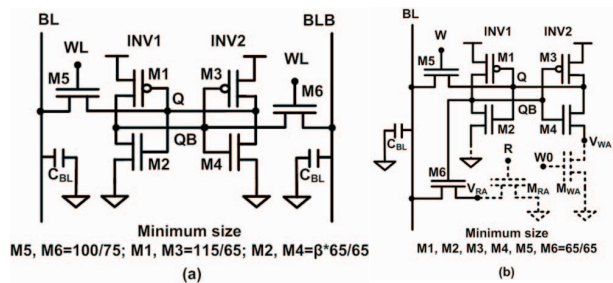 BL
INV1
INV2
BLB
WL
WL
M5
M1
M3
M6
Q
QB
M2
M4
CBL
CBL
Minimum size
M5, M6=100/75; M1, M3=115/65; M2, M4=β*65/65
(a)
BL
INV1
INV2
W
M1
M3
M5
Q
QB
M2
M4
CBL
VWA
R
W0
M6
VRA
MRA
MWA
Minimum size
M1, M2, M3, M4, M5, M6=65/65
(b)